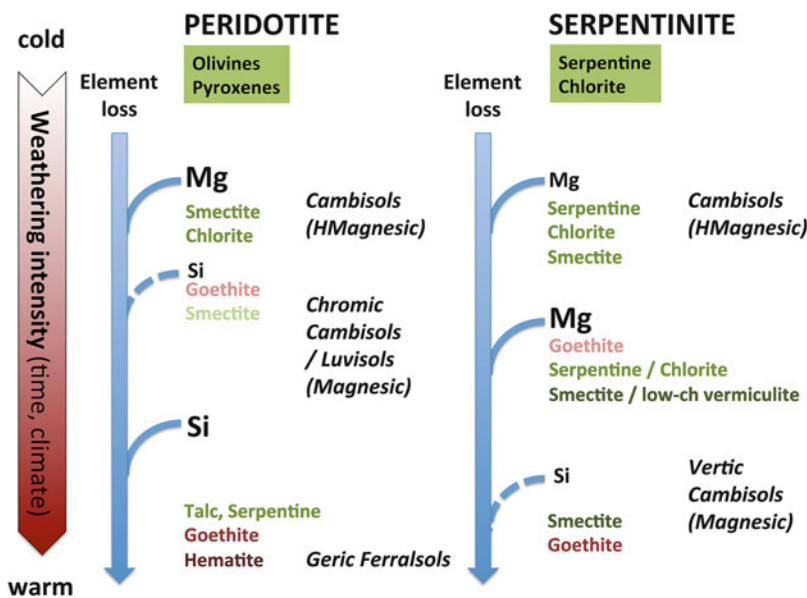 cold
Weathering intensity (time, climate)
warm
PERIDOTITE
Olivines
Pyroxenes
Element
loss
Mg
Smectite
Chlorite
Cambisols
(HMagnesic)
Si
Goethite
Smectite
Chromic
Cambisols
/ Luvisols
(Magnesic)
Si
Talc, Serpentine
Goethite
Hematite
Geric Ferralsols
SERPENTINITE
Serpentine
Chlorite
Element
loss
Mg
Serpentine
Chlorite
Smectite
Cambisols
(HMagnesic)
Mg
Goethite
Serpentine / Chlorite
Smectite / low-ch vermiculite
Si
Smectite
Goethite
Vertic
Cambisols
(Magnesic)